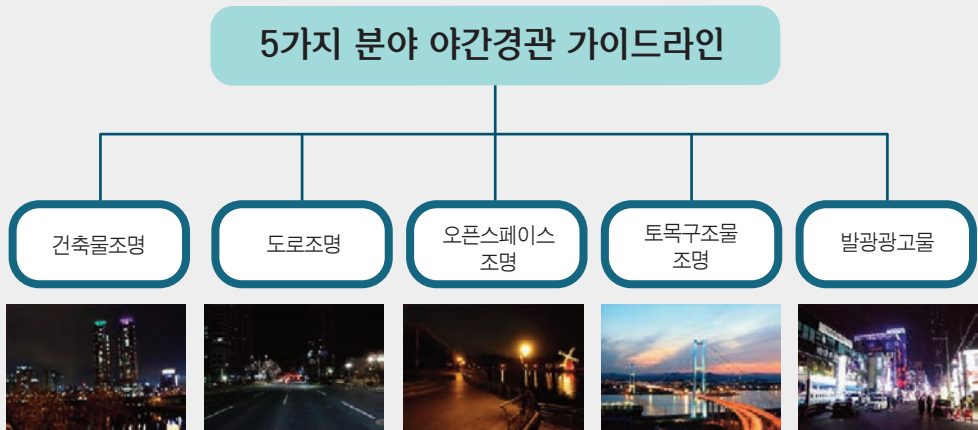 5가지 분야 야간경관 가이드라인
건축물조명
도로조명
오픈스페이스
조명
토목구조물
조명
발광광고물